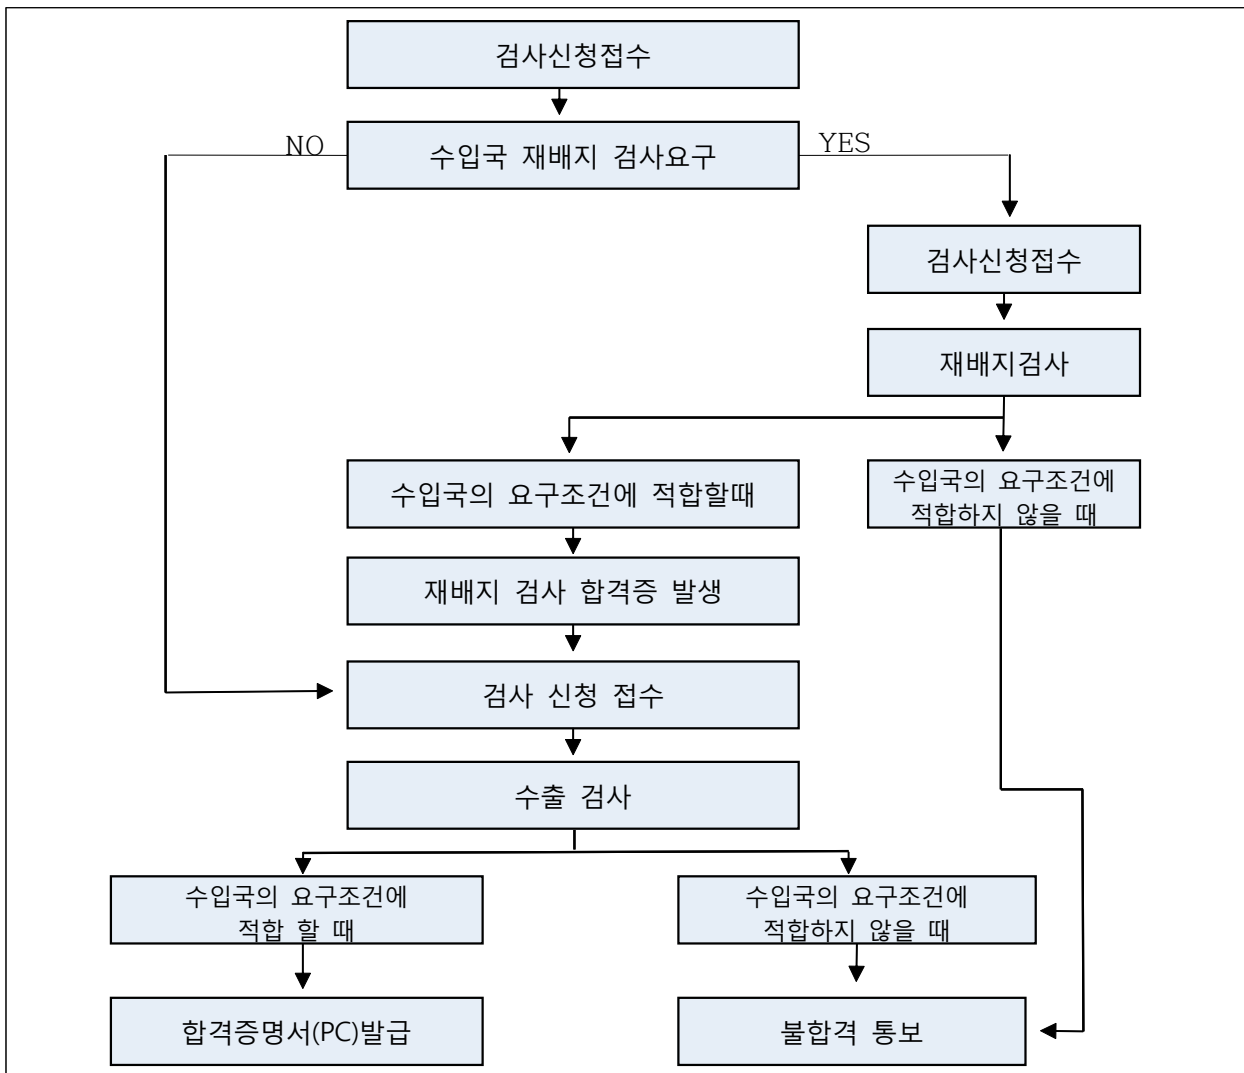 검사신청접수
NO
수입국 재배지 검사요구
YES
검사신청접수
재배지검사
수입국의 요구조건에 적합할때
수입국의 요구조건에
적합하지 않을 때
재배지 검사 합격증 발생
검사 신청 접수
수출 검사
수입국의 요구조건에
적합 할 때
수입국의 요구조건에
적합하지 않을 때
합격증명서(PC)발급
불합격 통보